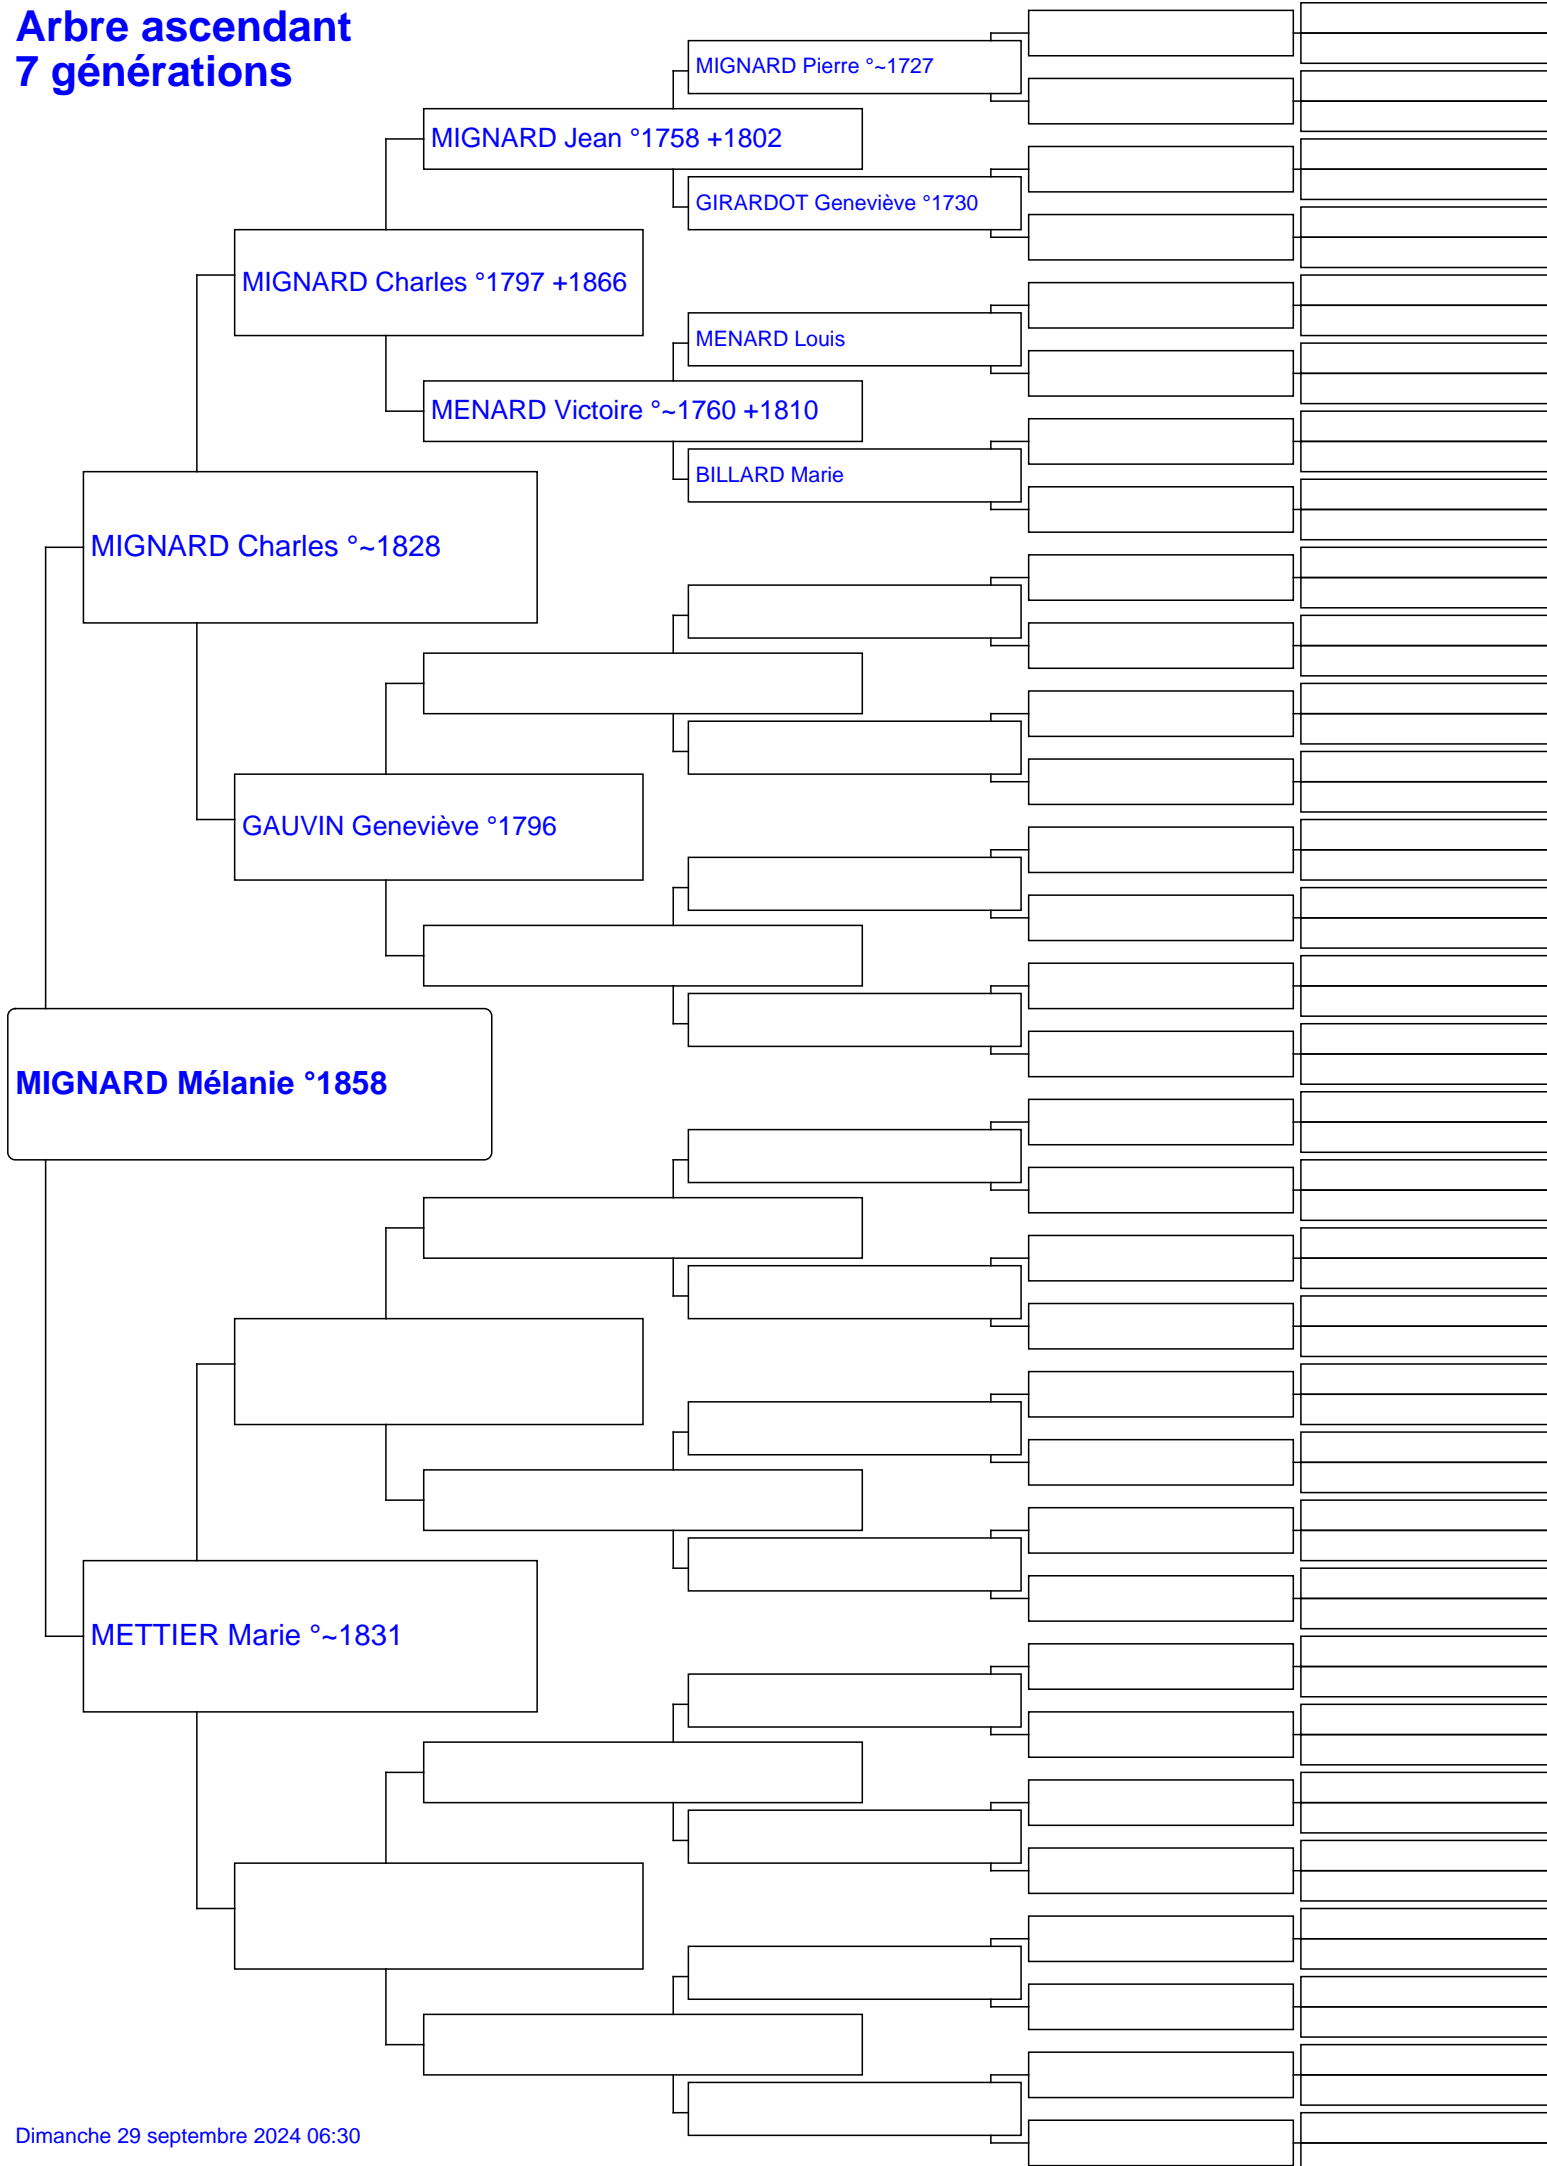 Arbre ascendant
7 générations
MIGNARD Pierre °~1727
MIGNARD Jean °1758 +1802
GIRARDOT Geneviève °1730
MIGNARD Charles °1797 +1866
MENARD Louis
MENARD Victoire °~1760 +1810
BILLARD Marie
MIGNARD Charles °~1828
GAUVIN Geneviève °1796
MIGNARD Mélanie °1858
METTIER Marie °~1831
Dimanche 29 septembre 2024 06:30